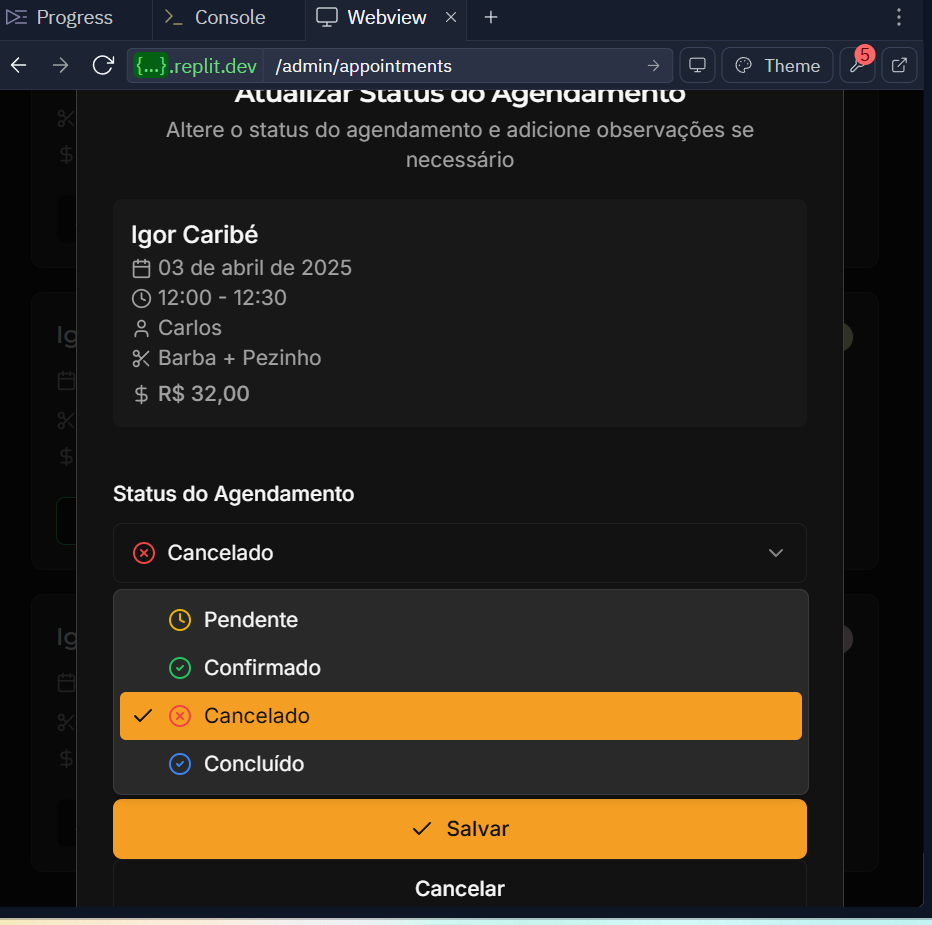 Progress
Console
Webview
{...}.replit.dev
/admin/appointments
Theme
5
Atualizar Status do Agendamento
Altere o status do agendamento e adicione observações se
necessário
Igor Caribé
03 de abril de 2025
12:00 - 12:30
Carlos
Barba + Pezinho
R$ 32,00
Ig
Status do Agendamento
Cancelado
Pendente
Confirmado
Ig
Cancelado
Concluído
Salvar
Cancelar